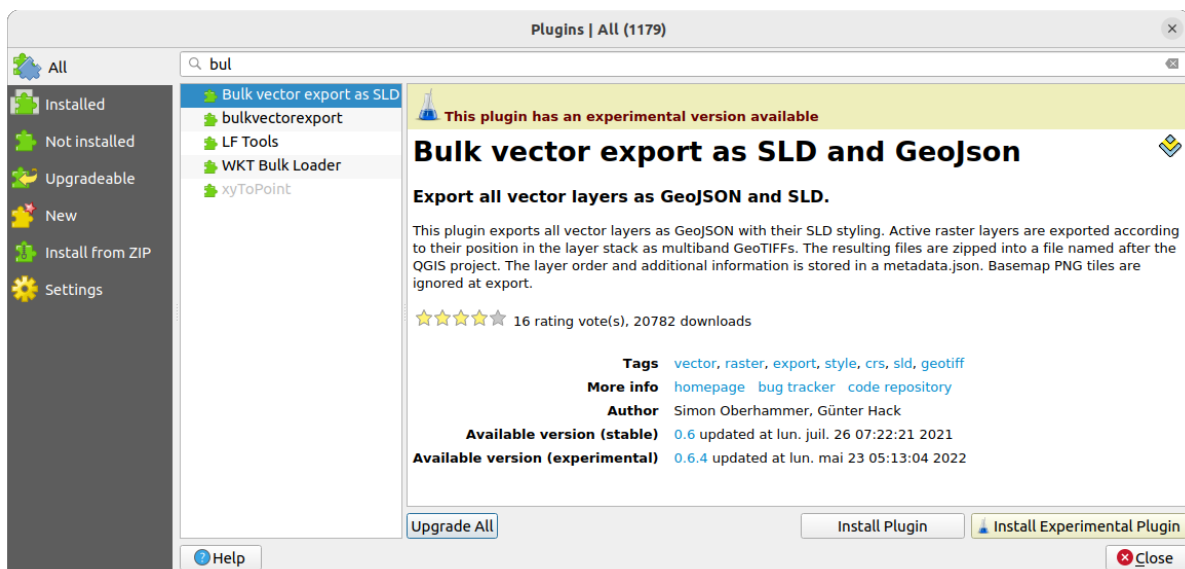 Plugins | All (1179)
All
bul
Installed
Not installed
Upgradeable
New
Install from ZIP
Settings
Bulk vector export as SLD
bulkvectorexport
LF Tools
WKT Bulk Loader
xyToPoint
This plugin has an experimental version available
Bulk vector export as SLD and GeoJson
Export all vector layers as GeoJSON and SLD.
This plugin exports all vector layers as GeoJSON with their SLD styling. Active raster layers are exported according
to their position in the layer stack as multiband GeoTIFFs. The resulting files are zipped into a file named after the
QGIS project. The layer order and additional information is stored in a metadata.json. Basemap PNG tiles are
ignored at export.
16 rating vote(s), 20782 downloads
Tags vector, raster, export, style, crs, sld, geotiff
More info homepage bug tracker code repository
Author Simon Oberhammer, Günter Hack
Available version (stable) 0.6 updated at lun. juil. 26 07:22:21 2021
Available version (experimental) 0.6.4 updated at lun. mai 23 05:13:04 2022
Upgrade All
Install Plugin
Install Experimental Plugin
Help
Close